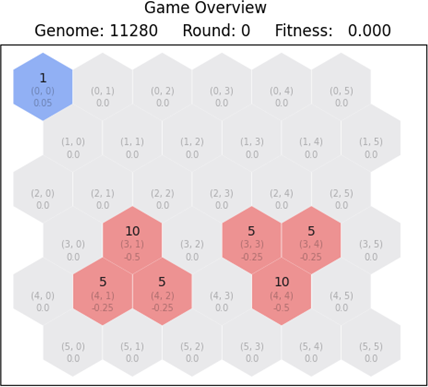 Game Overview
Genome: 11280 Round: 0 Fitness: 0.000
1
(0, 0) (0, 1) (0, 2) (0, 3) (0, 4) (0, 5)
0.05 0.0 0.0 0.0 0.0 0.0
(1, 0) (1, 1) (1, 2) (1, 3) (1, 4) (1, 5)
0.0 0.0 0.0 0.0 0.0 0.0
(2, 0) (2, 1) (2, 2) (2, 3) (2, 4) (2, 5)
0.0 0.0 0.0 0.0 0.0 0.0
10 5 5
(3, 0) (3, 1) (3, 2) (3, 3) (3, 4) (3, 5)
0.0 -0.5 0.0 -0.25 -0.25 0.0
5 5 10
(4, 0) (4, 1) (4, 2) (4, 3) (4, 4) (4, 5)
0.0 -0.25 -0.25 0.0 -0.5 0.0
(5, 0) (5, 1) (5, 2) (5, 3) (5, 4) (5, 5)
0.0 0.0 0.0 0.0 0.0 0.0